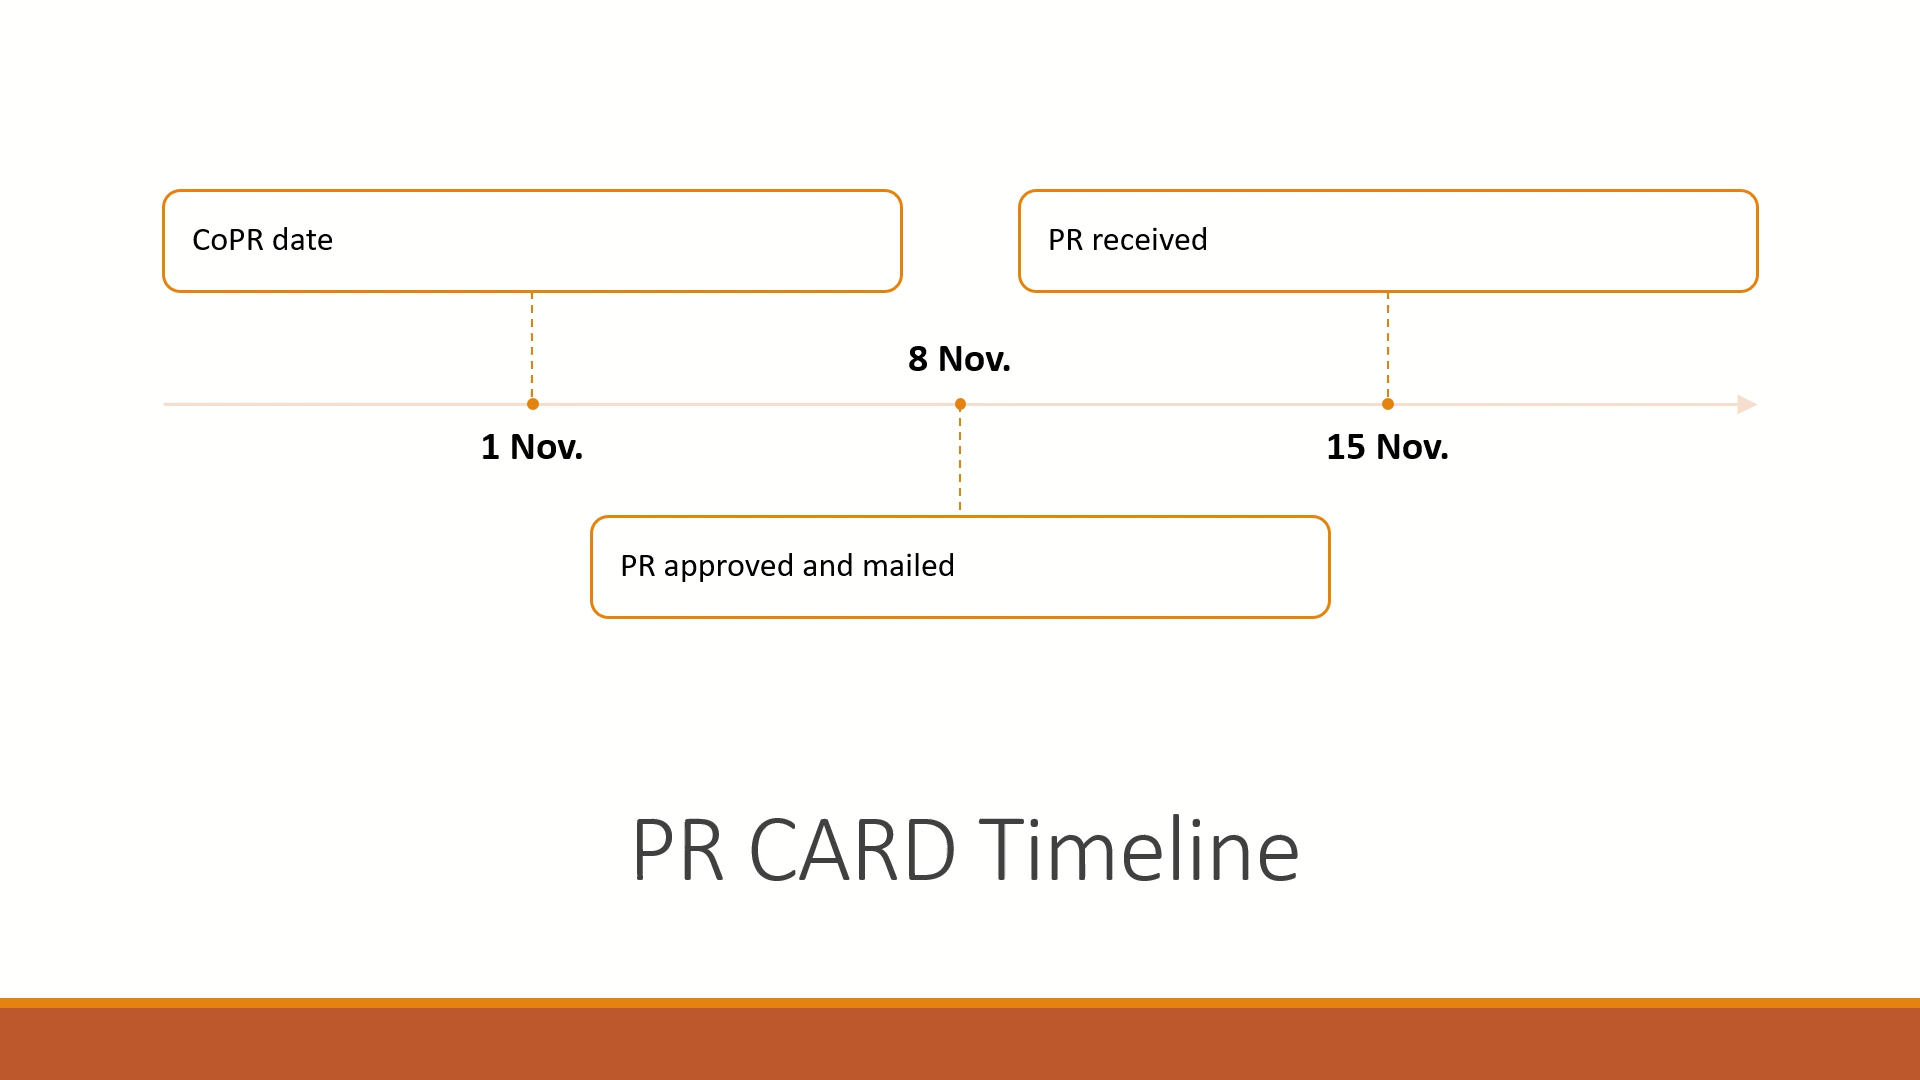 CoPR date
PR received
8 Nov.
1 Nov.
15 Nov.
PR approved and mailed
PR CARD Timeline